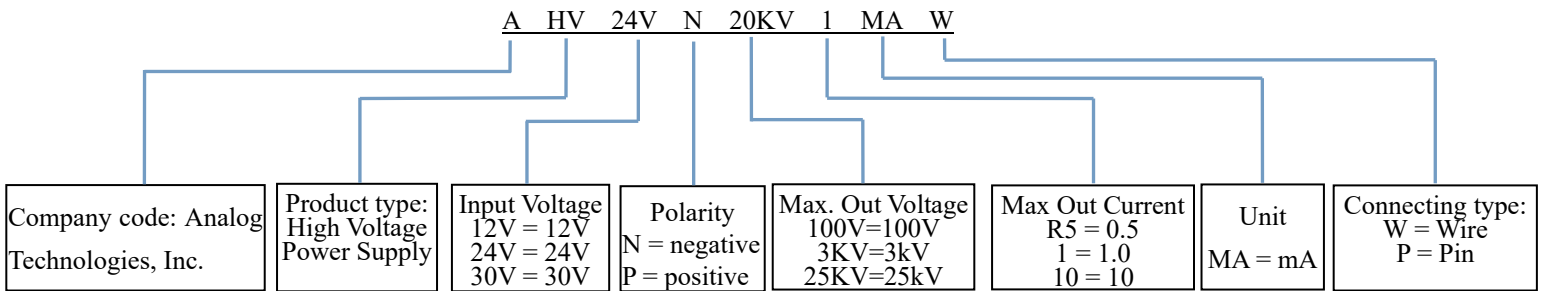 A HV 24V N 20KV 1 MA W
Company code: Analog
Technologies, Inc.
Product type:
High Voltage
Power Supply
Input Voltage
12V = 12V
24V = 24V
30V = 30V
Polarity
N = negative
P = positive
Max. Out Voltage
100V=100V
3KV=3kV
25KV=25kV
Max Out Current
R5 = 0.5
1 = 1.0
10 = 10
Unit
MA = mA
Connecting type:
W = Wire
P = Pin